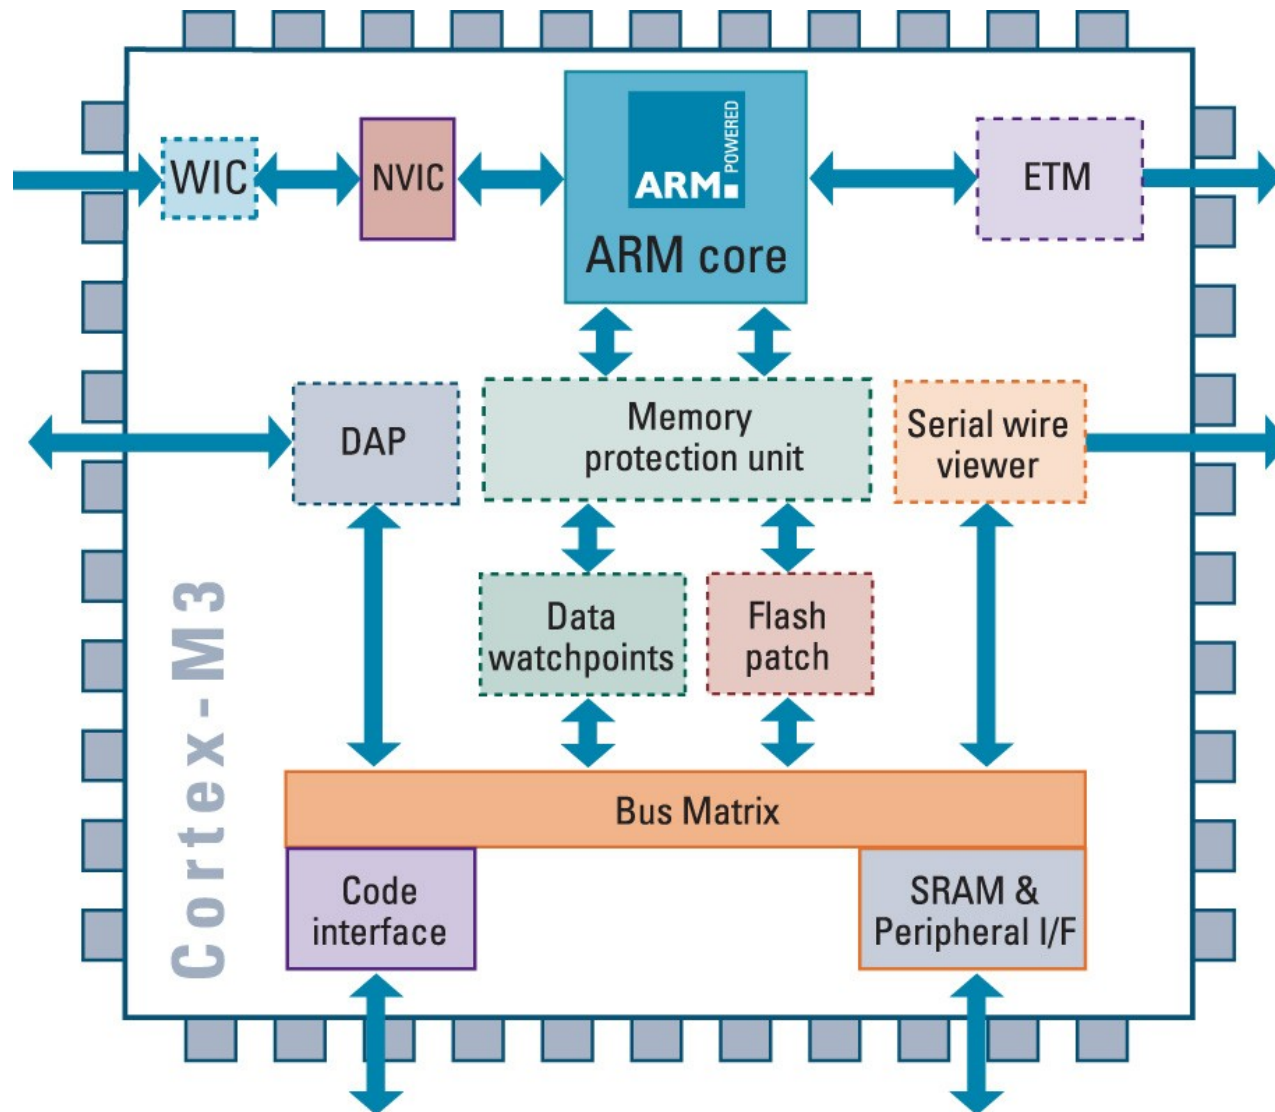 WIC
NVIC
ARM
POWERED
ARM core
ETM
DAP
Memory
protection unit
Serial wire
viewer
Data
watchpoints
Flash
patch
Cortex-M3
Bus Matrix
Code
interface
SRAM &
Peripheral I/F